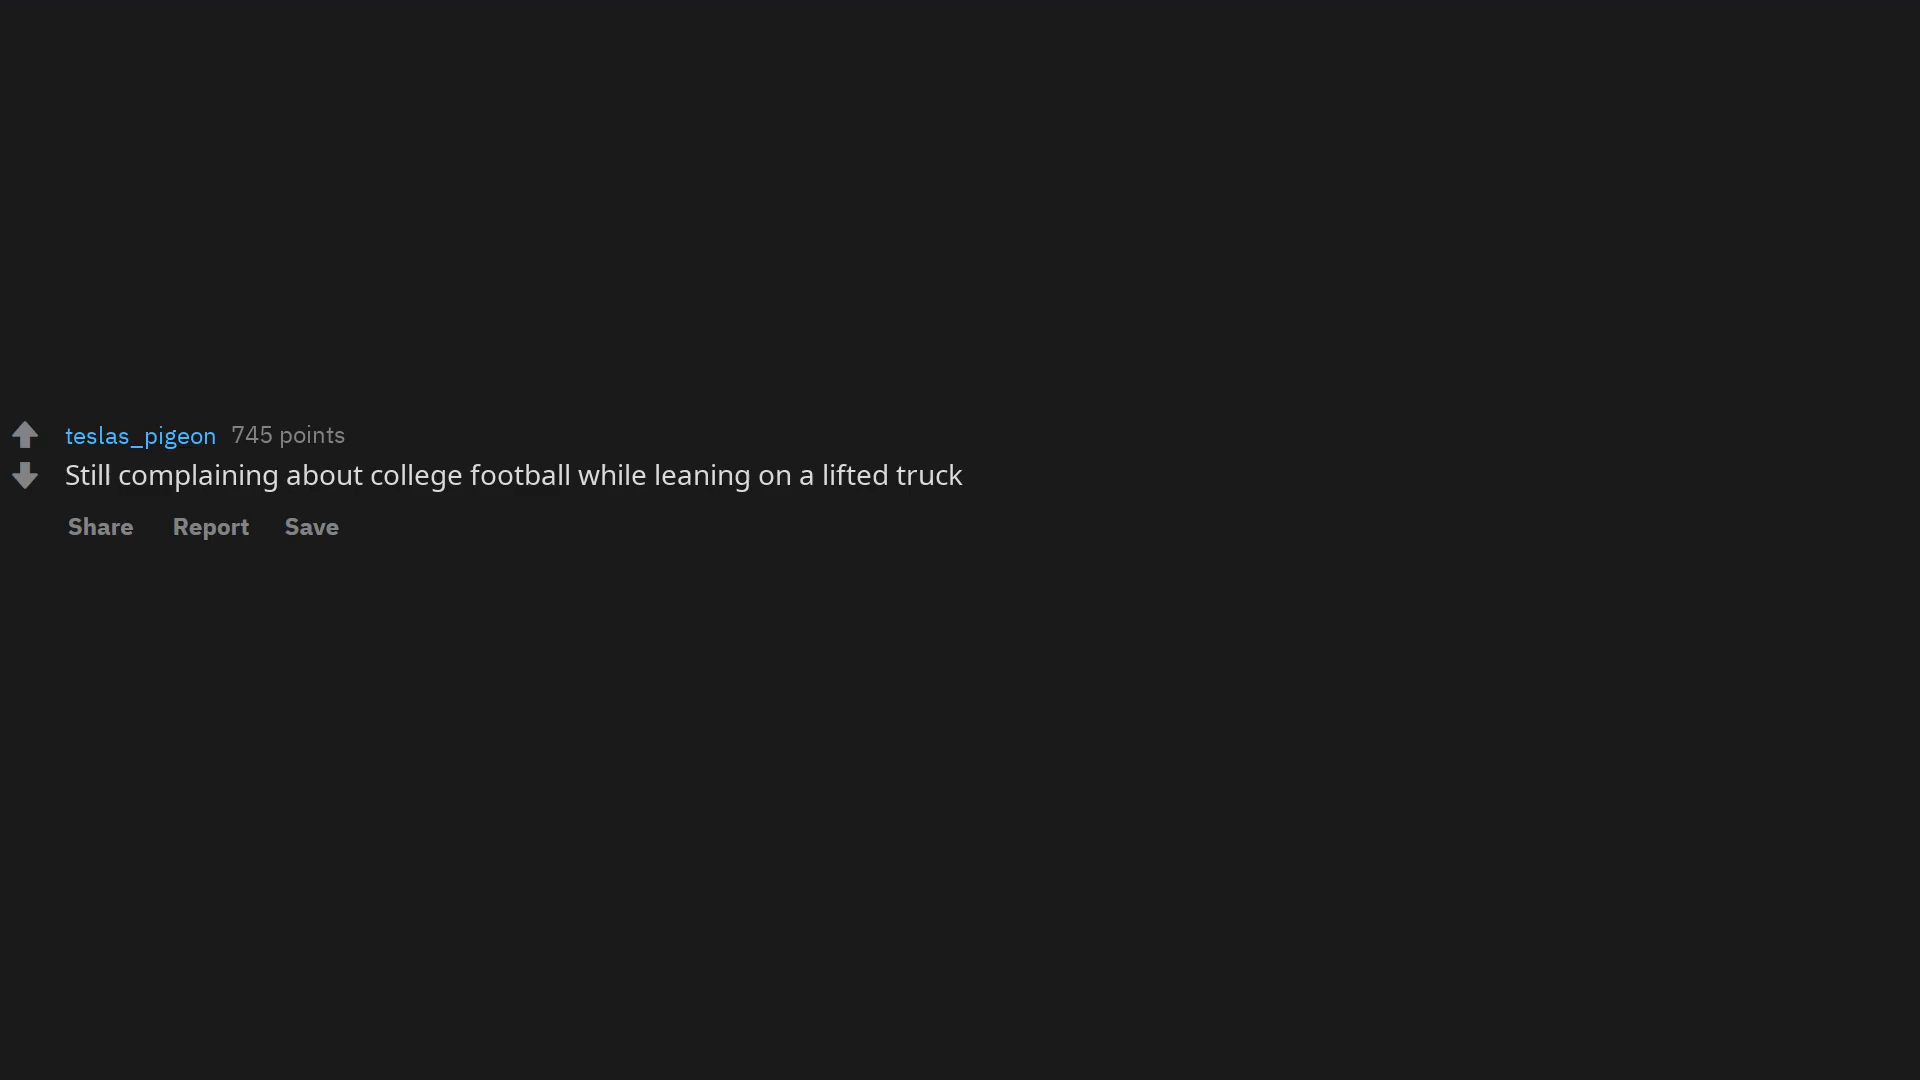 teslas_pigeon 745 points
Still complaining about college football while leaning on a lifted truck
Share Report Save